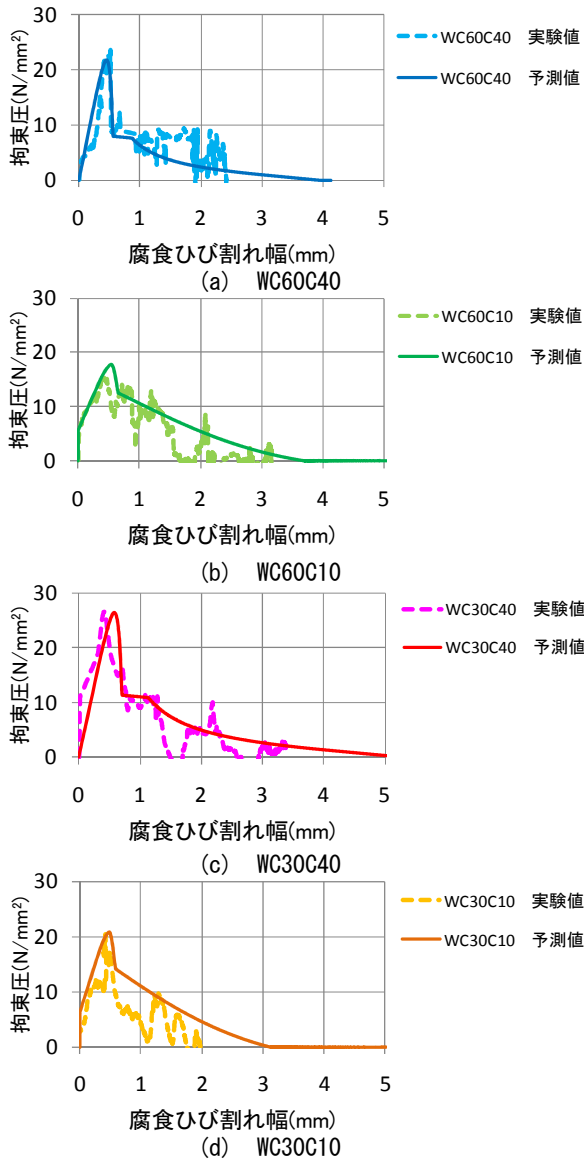 30
20
10
0
拘束圧(N/mm²)
0 1 2 3 4 5
腐食ひび割れ幅(mm)
WC60C40 実験値
WC60C40 予測値
(a) WC60C40
30
20
10
0
拘束圧(N/mm²)
0 1 2 3 4 5
腐食ひび割れ幅(mm)
WC60C10 実験値
WC60C10 予測値
(b) WC60C10
30
20
10
0
拘束圧(N/mm²)
0 1 2 3 4 5
腐食ひび割れ幅(mm)
WC30C40 実験値
WC30C40 予測値
(c) WC30C40
30
20
10
0
拘束圧(N/mm²)
0 1 2 3 4 5
腐食ひび割れ幅(mm)
WC30C10 実験値
WC30C10 予測値
(d) WC30C10